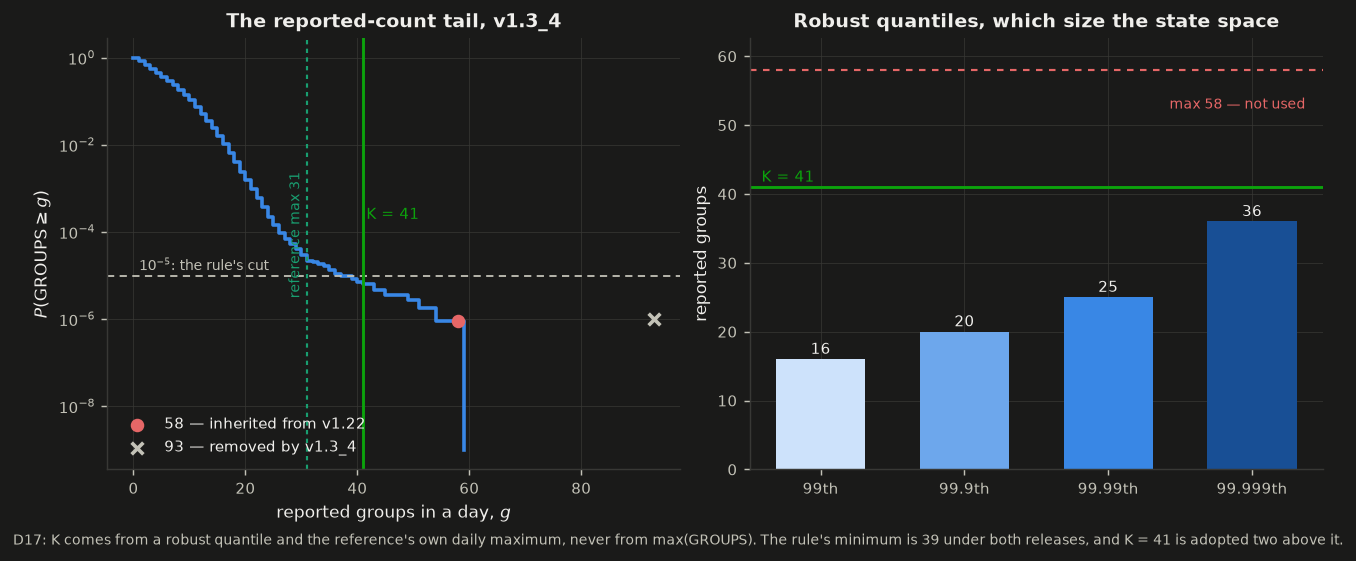 The reported-count tail, v1.3_4
10⁰
10⁻²
10⁻⁴
10⁻⁶
10⁻⁸
P(GROUPS ≥ g)
reference max 31
K = 41
10⁻⁵: the rule's cut
58 — inherited from v1.22
93 — removed by v1.3_4
0 20 40 60 80
reported groups in a day, g
Robust quantiles, which size the state space
60
50
40
30
20
10
0
reported groups
max 58 — not used
K = 41
16
20
25
36
99th 99.9th 99.99th 99.999th
D17: K comes from a robust quantile and the reference's own daily maximum, never from max(GROUPS). The rule's minimum is 39 under both releases, and K = 41 is adopted two above it.